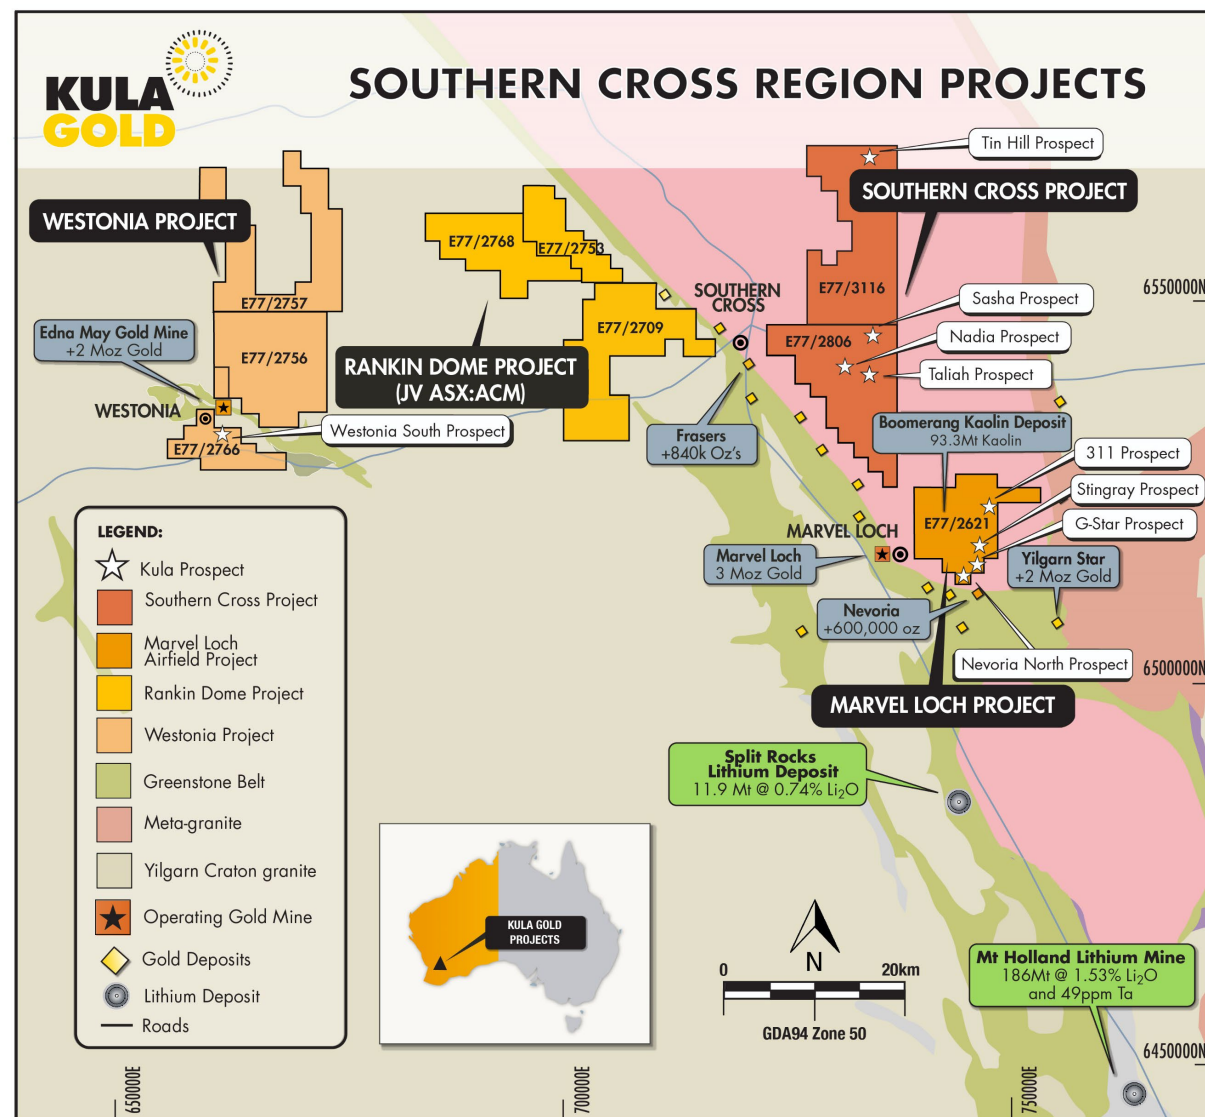 KULA
GOLD
SOUTHERN CROSS REGION PROJECTS
Tin Hill Prospect
SOUTHERN CROSS PROJECT
WESTONIA PROJECT
E77/2768
E77/2753
E77/3116
E77/2757
SOUTHERN
CROSS
Sasha Prospect
6550000N
Edna May Gold Mine
+2 Moz Gold
E77/2756
E77/2709
E77/2806
Nadia Prospect
RANKIN DOME PROJECT
(JV ASX:ACM)
Taliah Prospect
WESTONIA
Westonia South Prospect
E77/2766
Frasers
+840k Oz's
Boomerang Kaolin Deposit
93.3Mt Kaolin
311 Prospect
Stingray Prospect
E77/2621
G-Star Prospect
MARVEL LOCH
Marvel Loch
3 Moz Gold
Yilgarn Star
+2 Moz Gold
Nevoria
+600,000 oz
Nevoria North Prospect
6500000N
MARVEL LOCH PROJECT
LEGEND:
Kula Prospect
Southern Cross Project
Marvel Loch
Airfield Project
Rankin Dome Project
Westonia Project
Greenstone Belt
Meta-granite
Yilgarn Craton granite
Operating Gold Mine
Gold Deposits
Lithium Deposit
Roads
Split Rocks
Lithium Deposit
11.9 Mt @ 0.74% Li₂O
KULA GOLD
PROJECTS
N
0
20km
GDA94 Zone 50
Mt Holland Lithium Mine
186Mt @ 1.53% Li₂O
and 49ppm Ta
6450000N
650000E
700000E
750000E